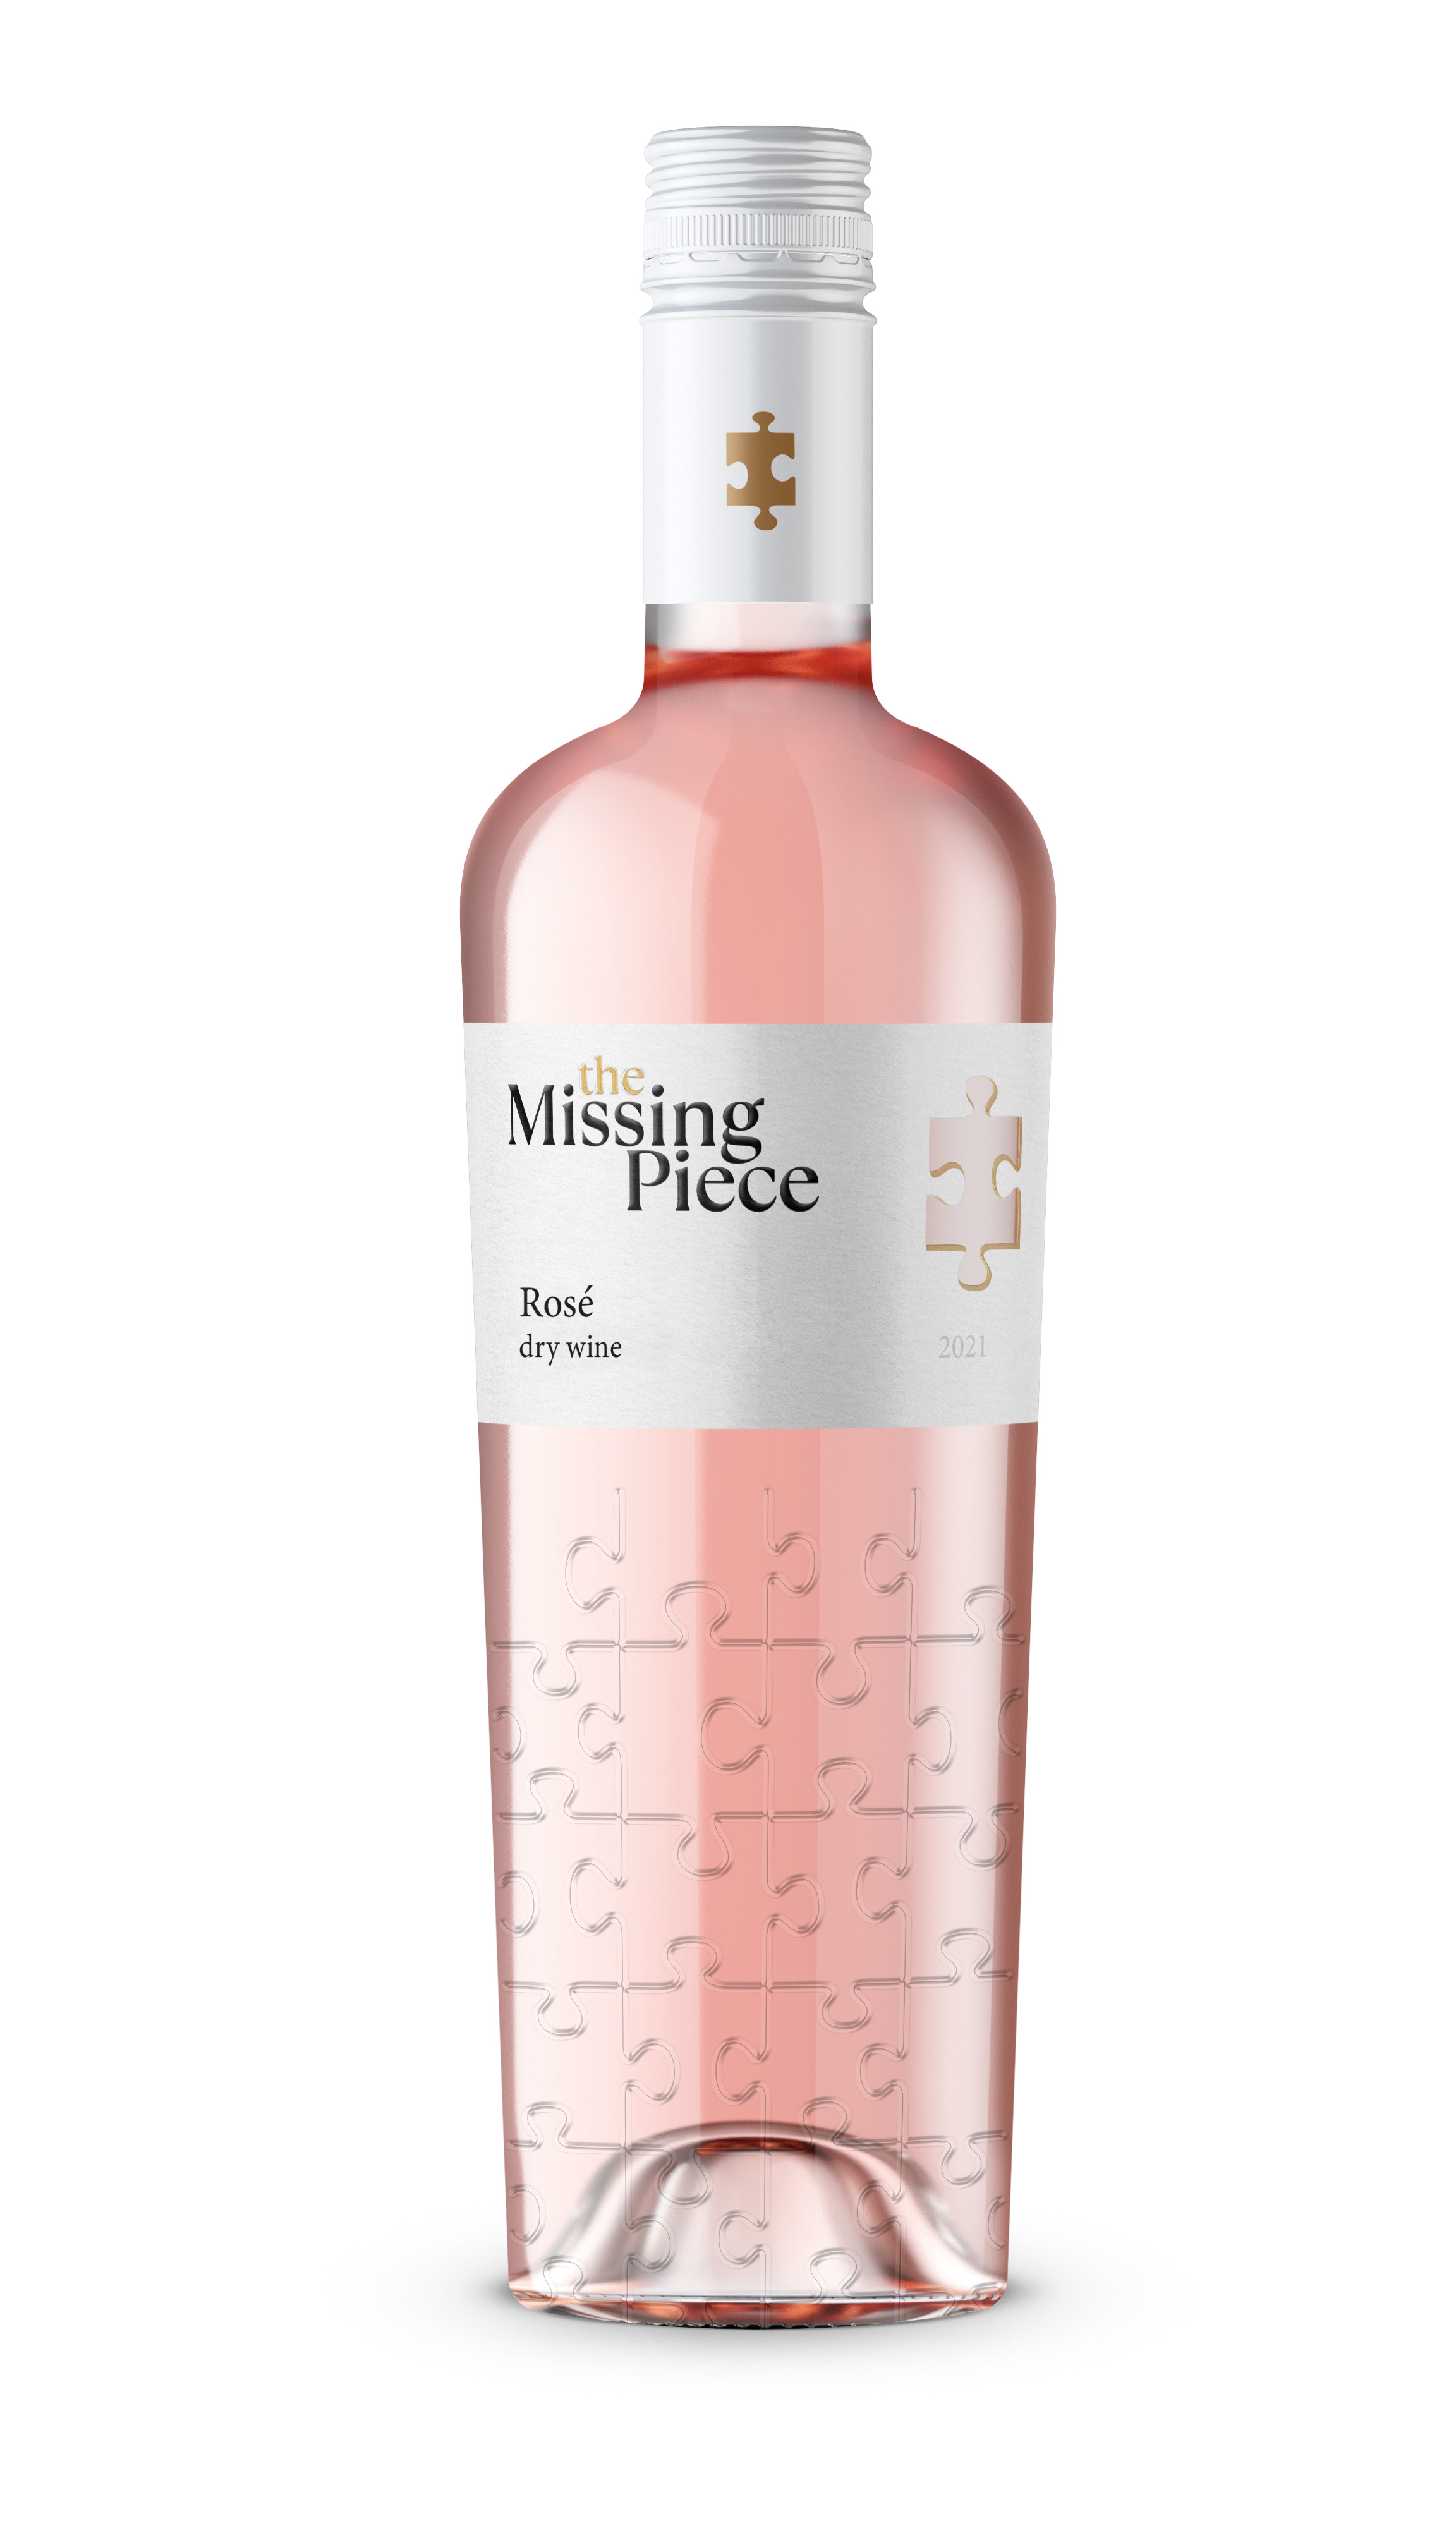 the
Missing
Piece
Rosé
dry wine
2021